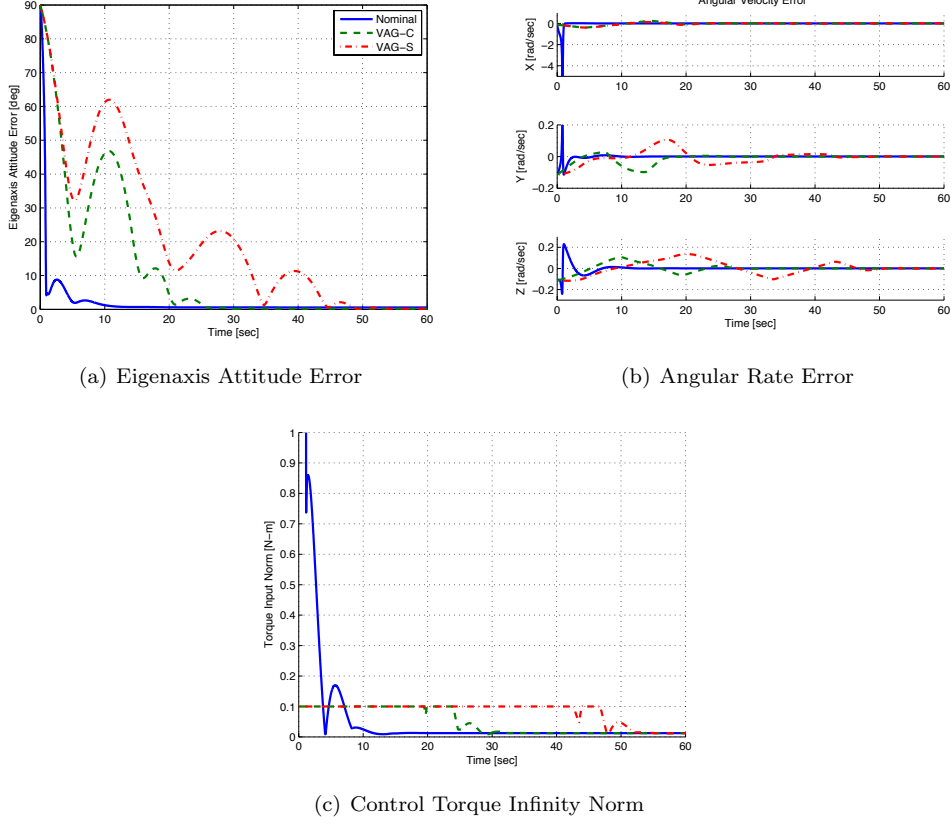 Nominal
VAG-C
VAG-S
90
80
70
60
50
40
30
20
10
0
Eigenaxis Attitude Error [deg]
0 10 20 30 40 50 60
Time [sec]
(a) Eigenaxis Attitude Error
Angular Velocity Error
0
−2
−4
X [rad/sec]
0 10 20 30 40 50 60
0.2
0
−0.2
Y [rad/sec]
0 10 20 30 40 50 60
0.2
0
−0.2
Z [rad/sec]
0 10 20 30 40 50 60
Time [sec]
(b) Angular Rate Error
1
0.9
0.8
0.7
0.6
0.5
0.4
0.3
0.2
0.1
0
Torque Input Norm [N−m]
0 10 20 30 40 50 60
Time [sec]
(c) Control Torque Infinity Norm